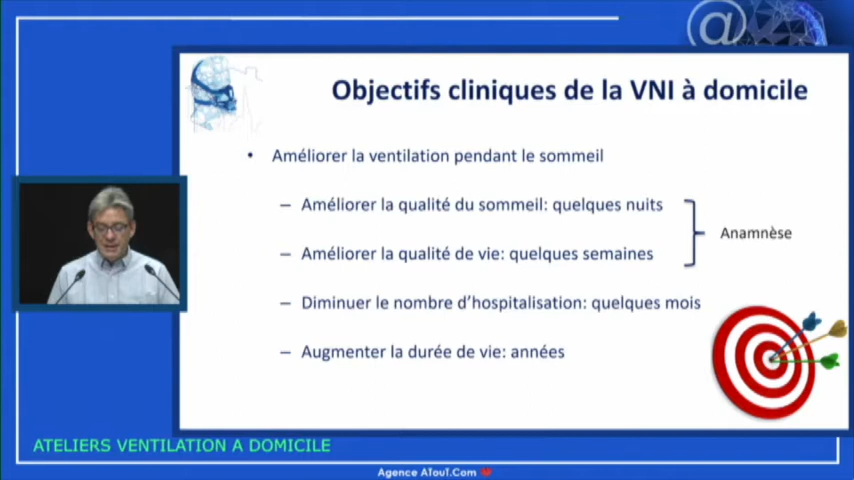 @
Objectifs cliniques de la VNI à domicile
• Améliorer la ventilation pendant le sommeil
– Améliorer la qualité du sommeil: quelques nuits
– Améliorer la qualité de vie: quelques semaines
Anamnèse
– Diminuer le nombre d'hospitalisation: quelques mois
– Augmenter la durée de vie: années
ATELIERS VENTILATION A DOMICILE
Agence ATouT.Com